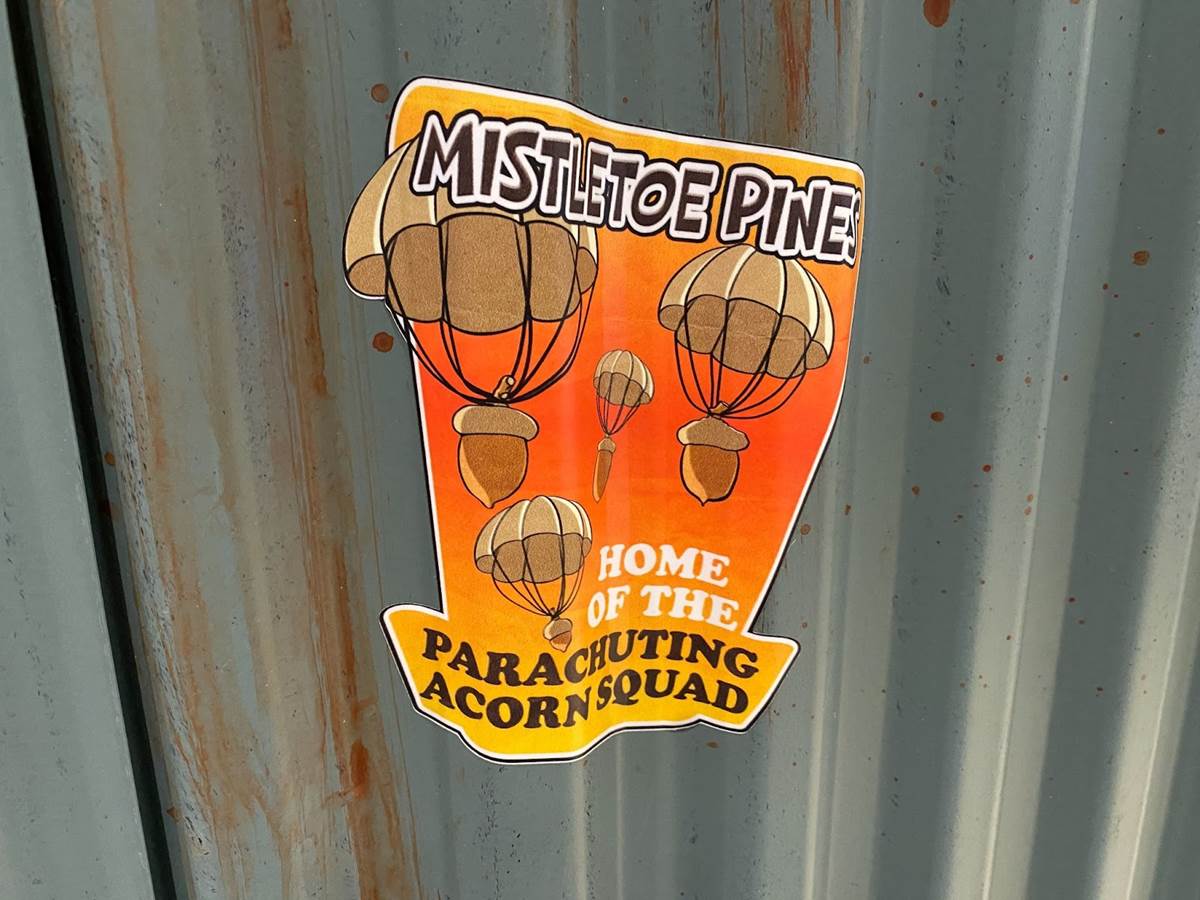 MISTLETOE PINES
HOME
OF THE
PARACHUTING
ACORN SQUAD